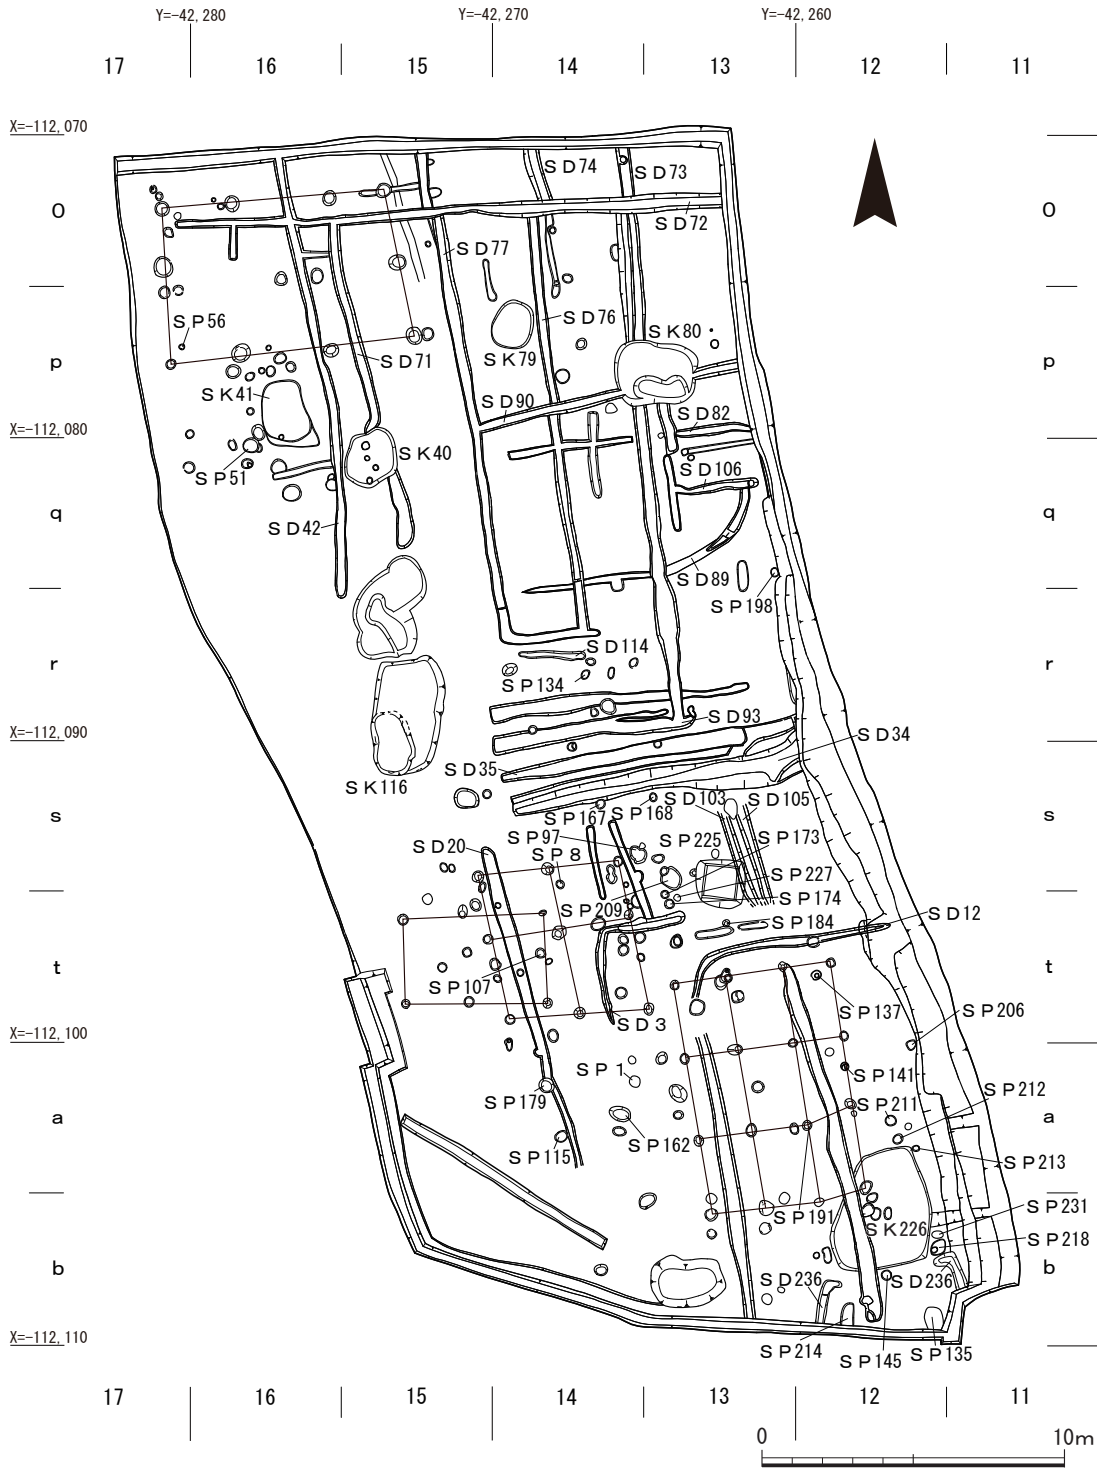 Y=-42,280
Y=-42,270
Y=-42,260
17
16
15
14
13
12
11
X=-112,070
SD74
SD73
O
O
SD72
SD77
SP56
SD76
SK80
p
SD71
SK79
p
SK41
SD90
X=-112,080
SD82
SK40
SP51
SD106
q
SD42
q
SD89
SP198
SD114
r
SP134
r
SD93
X=-112,090
SD34
SD35
SK116
SD103
SD105
s
SP167
SP168
s
SP97
SP225
SP173
SD20
SP8
SP227
SP174
SP209
SP184
SD12
t
t
SP107
SP137
SP206
SD3
X=-112,100
SP1
SP141
SP212
SP179
SP211
a
SP162
a
SP115
SP213
SP191
SP231
SK226
SP218
b
SD236
SD236
b
X=-112,110
SP214
SP145
SP135
17
16
15
14
13
12
11
0
10m